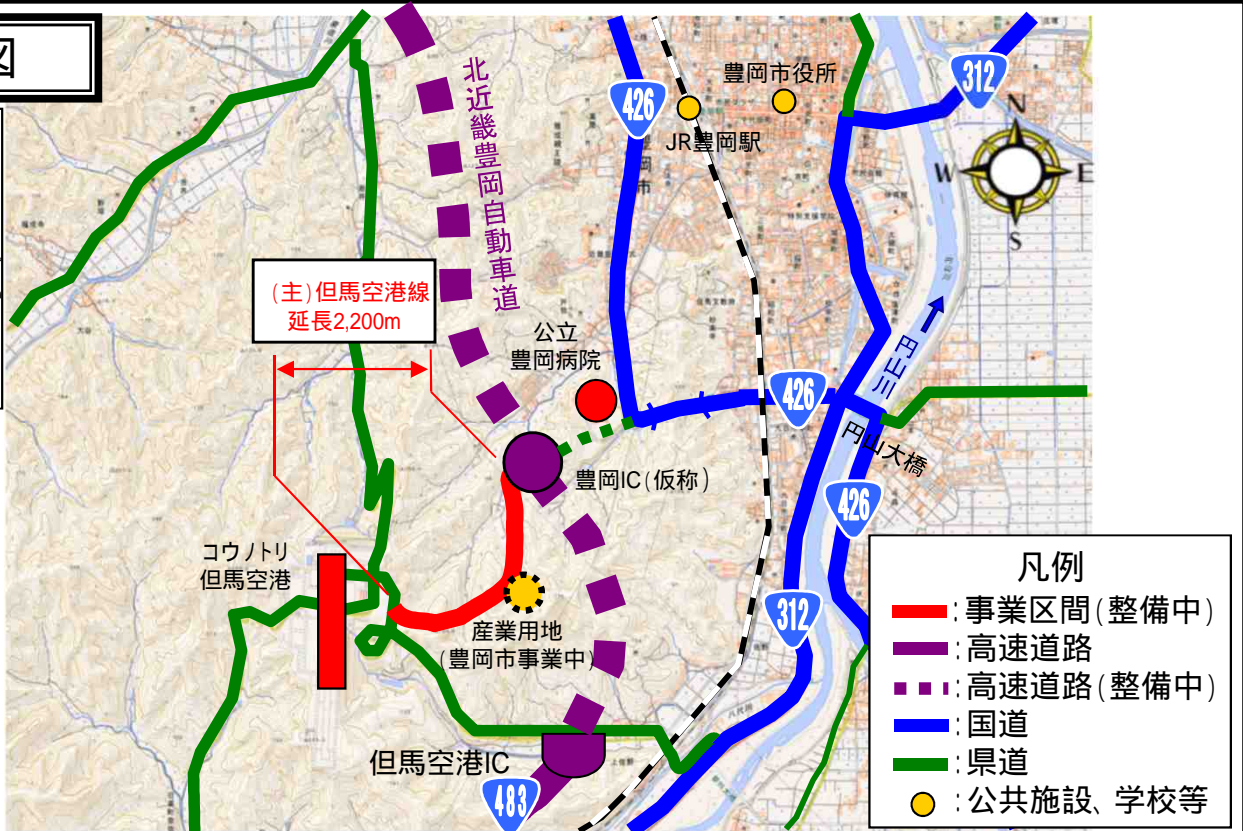 図
北近畿豊岡自動車道
426
豊岡市役所
312
JR豊岡駅
N
W
E
S
(主)但馬空港線
延長2,200m
公立
豊岡病院
426
円山川
円山大橋
豊岡IC(仮称)
426
コウノトリ
但馬空港
産業用地
(豊岡市事業中)
312
但馬空港IC
483
凡例
:事業区間(整備中)
:高速道路
:高速道路(整備中)
:国道
:県道
:公共施設、学校等